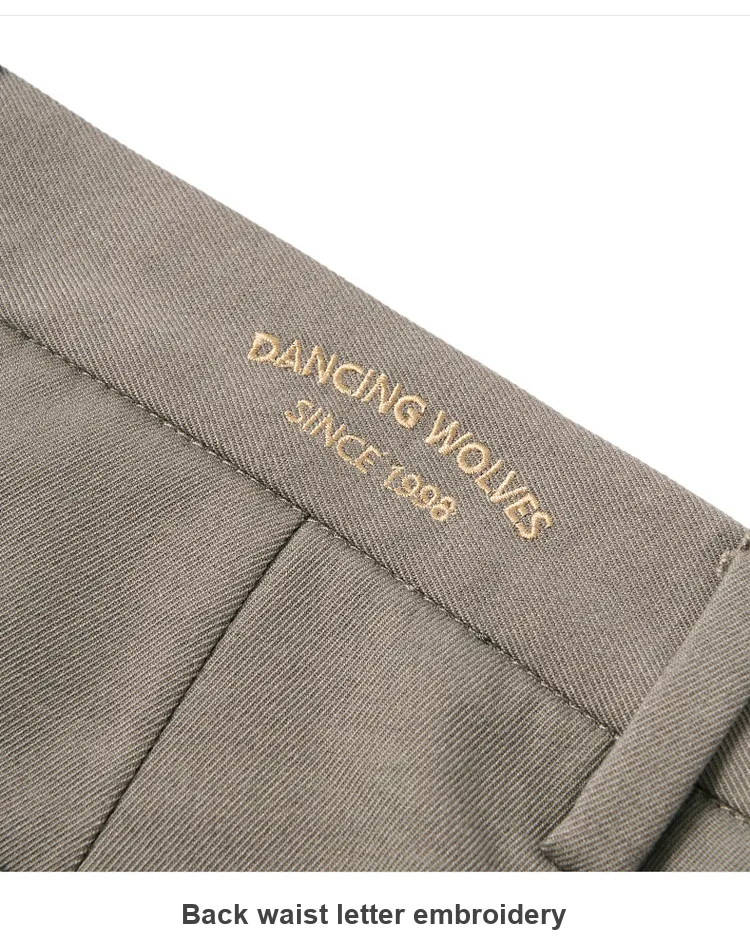 DANCING WOLVES
SINCE 1998
Back waist letter embroidery